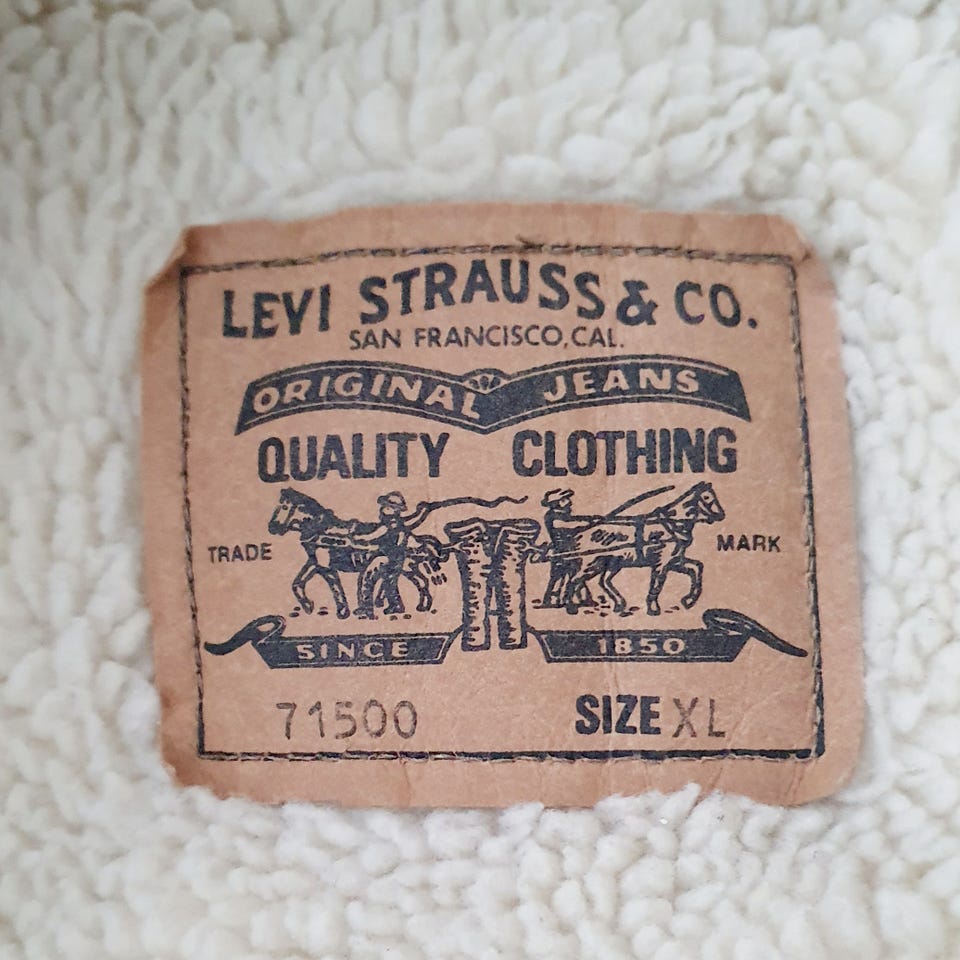 LEVI STRAUSS & CO.
SAN FRANCISCO, CAL.
ORIGINAL JEANS
QUALITY CLOTHING
TRADE MARK
SINCE 1850
71500 SIZE XL